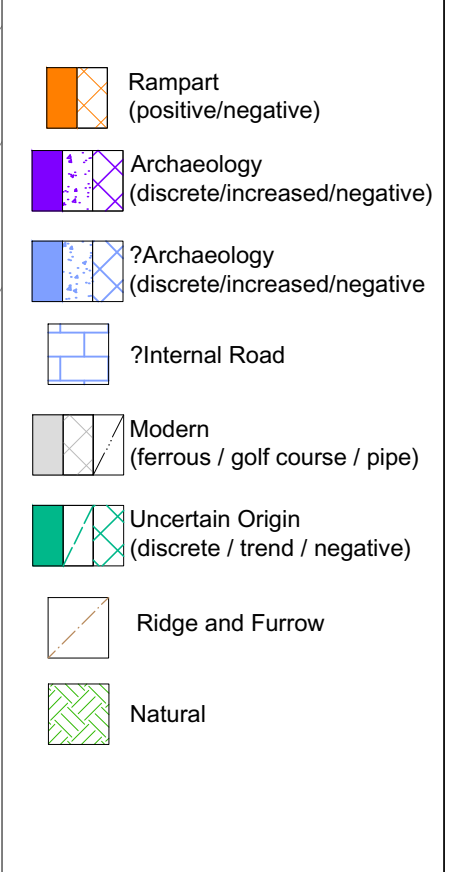 Rampart
(positive/negative)
Archaeology
(discrete/increased/negative)
?Archaeology
(discrete/increased/negative
?Internal Road
Modern
(ferrous / golf course / pipe)
Uncertain Origin
(discrete / trend / negative)
Ridge and Furrow
Natural